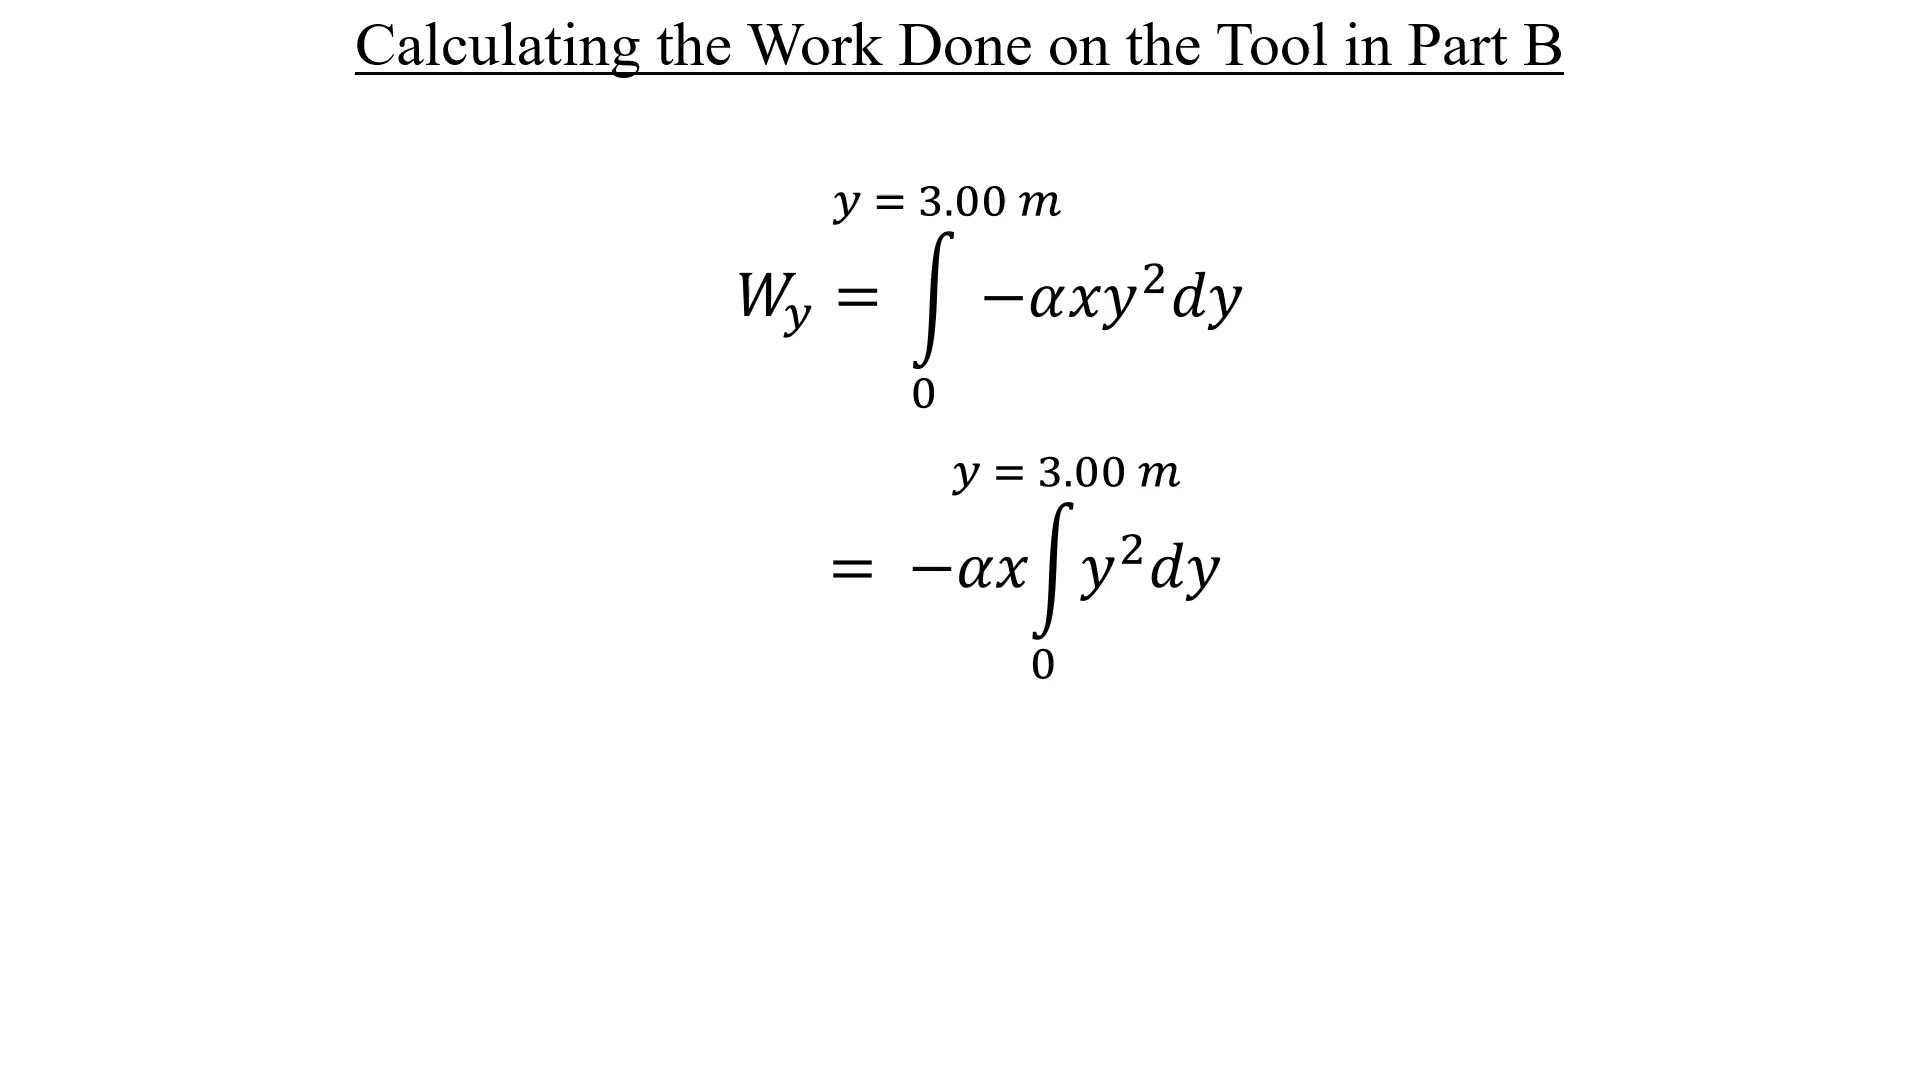 Calculating the Work Done on the Tool in Part B
y = 3.00 m
W_y = ∫ −αxy²dy
0
y = 3.00 m
= −αx∫ y²dy
0